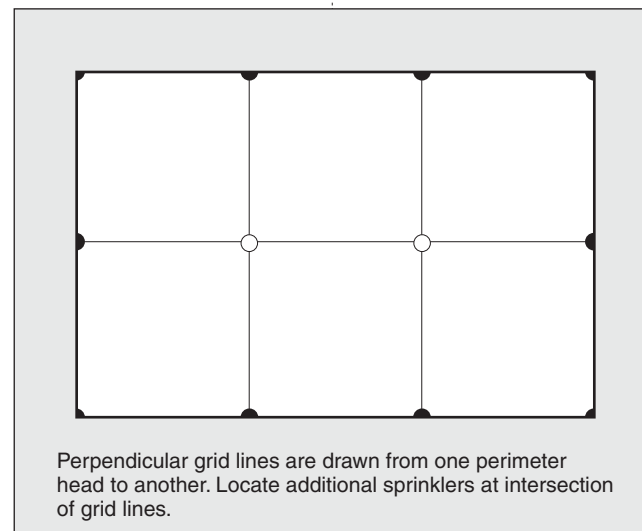 Perpendicular grid lines are drawn from one perimeter
head to another. Locate additional sprinklers at intersection
of grid lines.